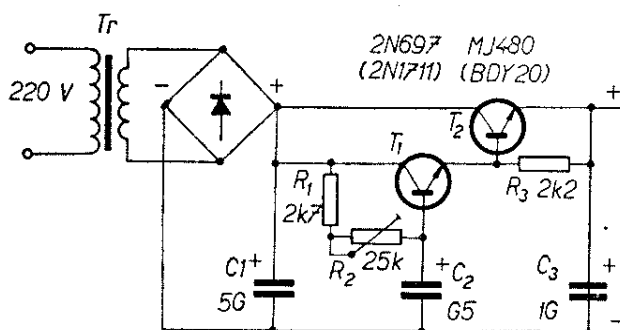 Tr
220 V
2N697 MJ480
(2N1711) (BDY20)
- +
+
T1
T2
R1
2k7
R3 2k2
R2 25k
C1 +
5G
+ C2
G5
C3 +
1G
-